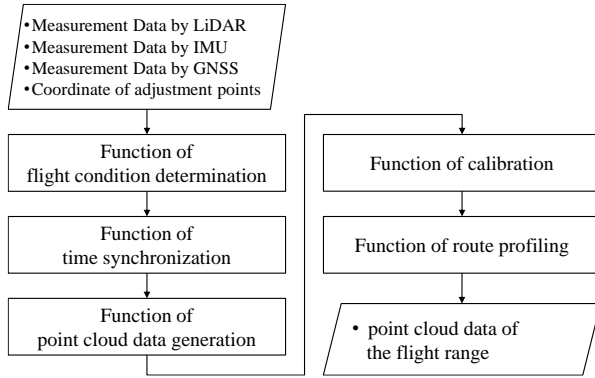 •Measurement Data by LiDAR
•Measurement Data by IMU
•Measurement Data by GNSS
•Coordinate of adjustment points
Function of
flight condition determination
Function of
time synchronization
Function of
point cloud data generation
Function of calibration
Function of route profiling
• point cloud data of
the flight range